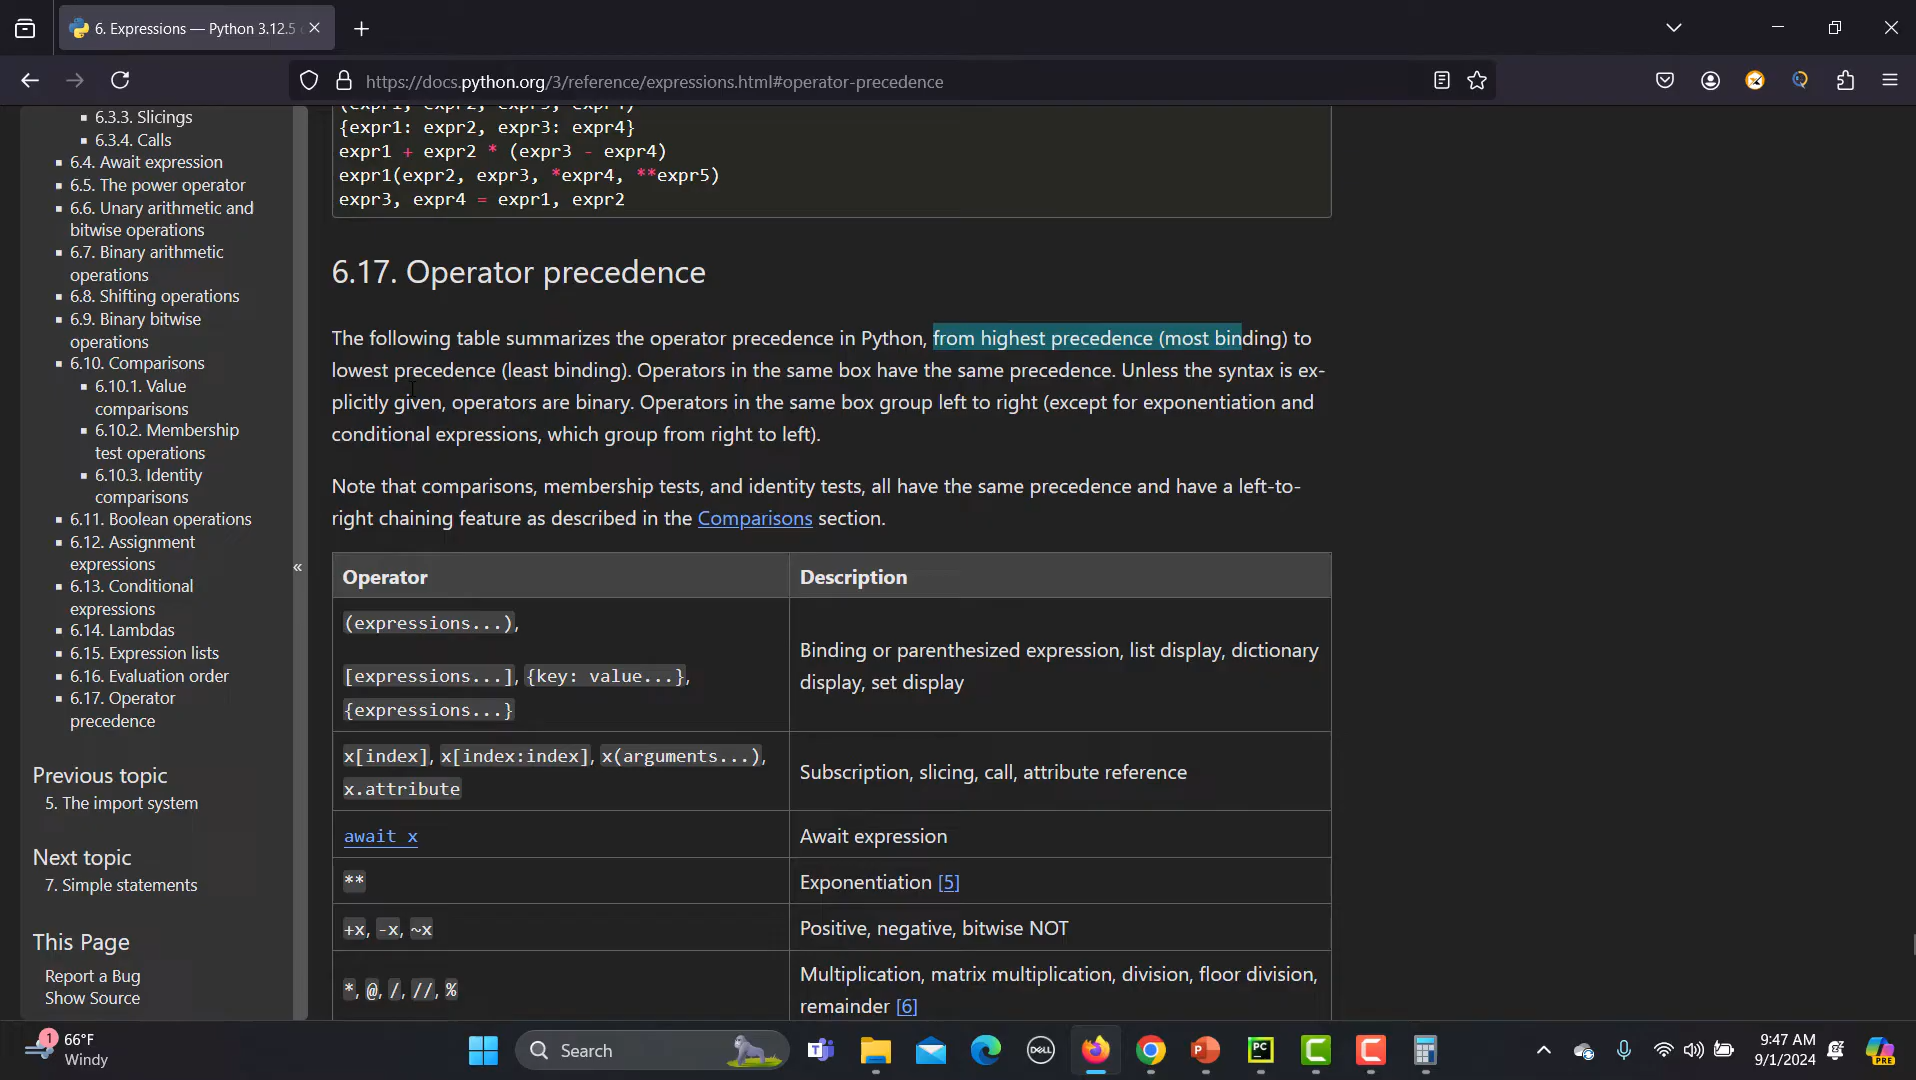 6. Expressions — Python 3.12.5
https://docs.python.org/3/reference/expressions.html#operator-precedence
6.3.3. Slicings
6.3.4. Calls
6.4. Await expression
6.5. The power operator
6.6. Unary arithmetic and
bitwise operations
6.7. Binary arithmetic
operations
6.8. Shifting operations
6.9. Binary bitwise
operations
6.10. Comparisons
6.10.1. Value
comparisons
6.10.2. Membership
test operations
6.10.3. Identity
comparisons
6.11. Boolean operations
6.12. Assignment
expressions
6.13. Conditional
expressions
6.14. Lambdas
6.15. Expression lists
6.16. Evaluation order
6.17. Operator
precedence
Previous topic
5. The import system
Next topic
7. Simple statements
This Page
Report a Bug
Show Source
«
(expr1, expr2, expr3, expr4)
{expr1: expr2, expr3: expr4}
expr1 + expr2 * (expr3 - expr4)
expr1(expr2, expr3, *expr4, **expr5)
expr3, expr4 = expr1, expr2
6.17. Operator precedence
The following table summarizes the operator precedence in Python, from highest precedence (most binding) to
lowest precedence (least binding). Operators in the same box have the same precedence. Unless the syntax is ex-
plicitly given, operators are binary. Operators in the same box group left to right (except for exponentiation and
conditional expressions, which group from right to left).
Note that comparisons, membership tests, and identity tests, all have the same precedence and have a left-to-
right chaining feature as described in the Comparisons section.
Operator Description
(expressions...),
[expressions...], {key: value...},
{expressions...}
Binding or parenthesized expression, list display, dictionary
display, set display
x[index], x[index:index], x(arguments...),
x.attribute
Subscription, slicing, call, attribute reference
await x Await expression
** Exponentiation [5]
+x, -x, ~x Positive, negative, bitwise NOT
*, @, /, //, %
Multiplication, matrix multiplication, division, floor division,
remainder [6]
1
66°F
Windy
Search
DELL
PC
9:47 AM
9/1/2024
PRE